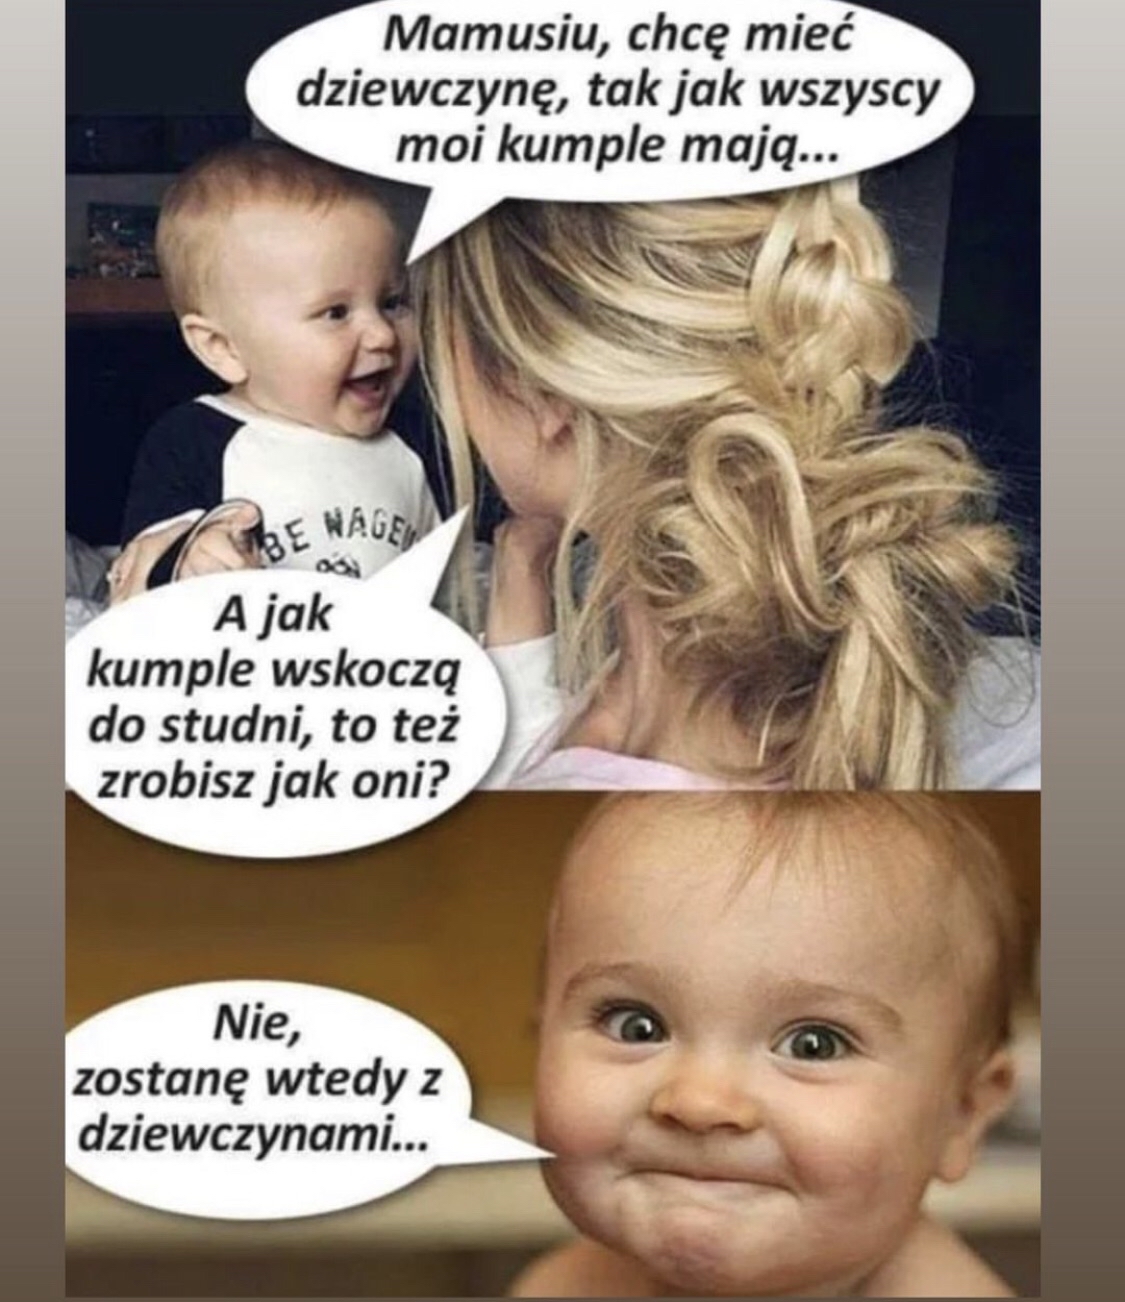 Mamusiu, chcę mieć
dziewczynę, tak jak wszyscy
moi kumple mają...
BE
A jak
kumple wskoczą
do studni, to też
zrobisz jak oni?
Nie,
zostanę wtedy z
dziewczynami...